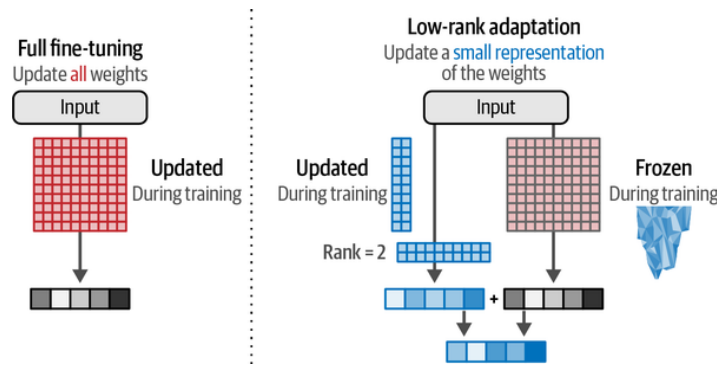 Full fine-tuning
Update all weights
Input
Updated
During training
Low-rank adaptation
Update a small representation
of the weights
Input
Updated
During training
Frozen
During training
Rank = 2
+